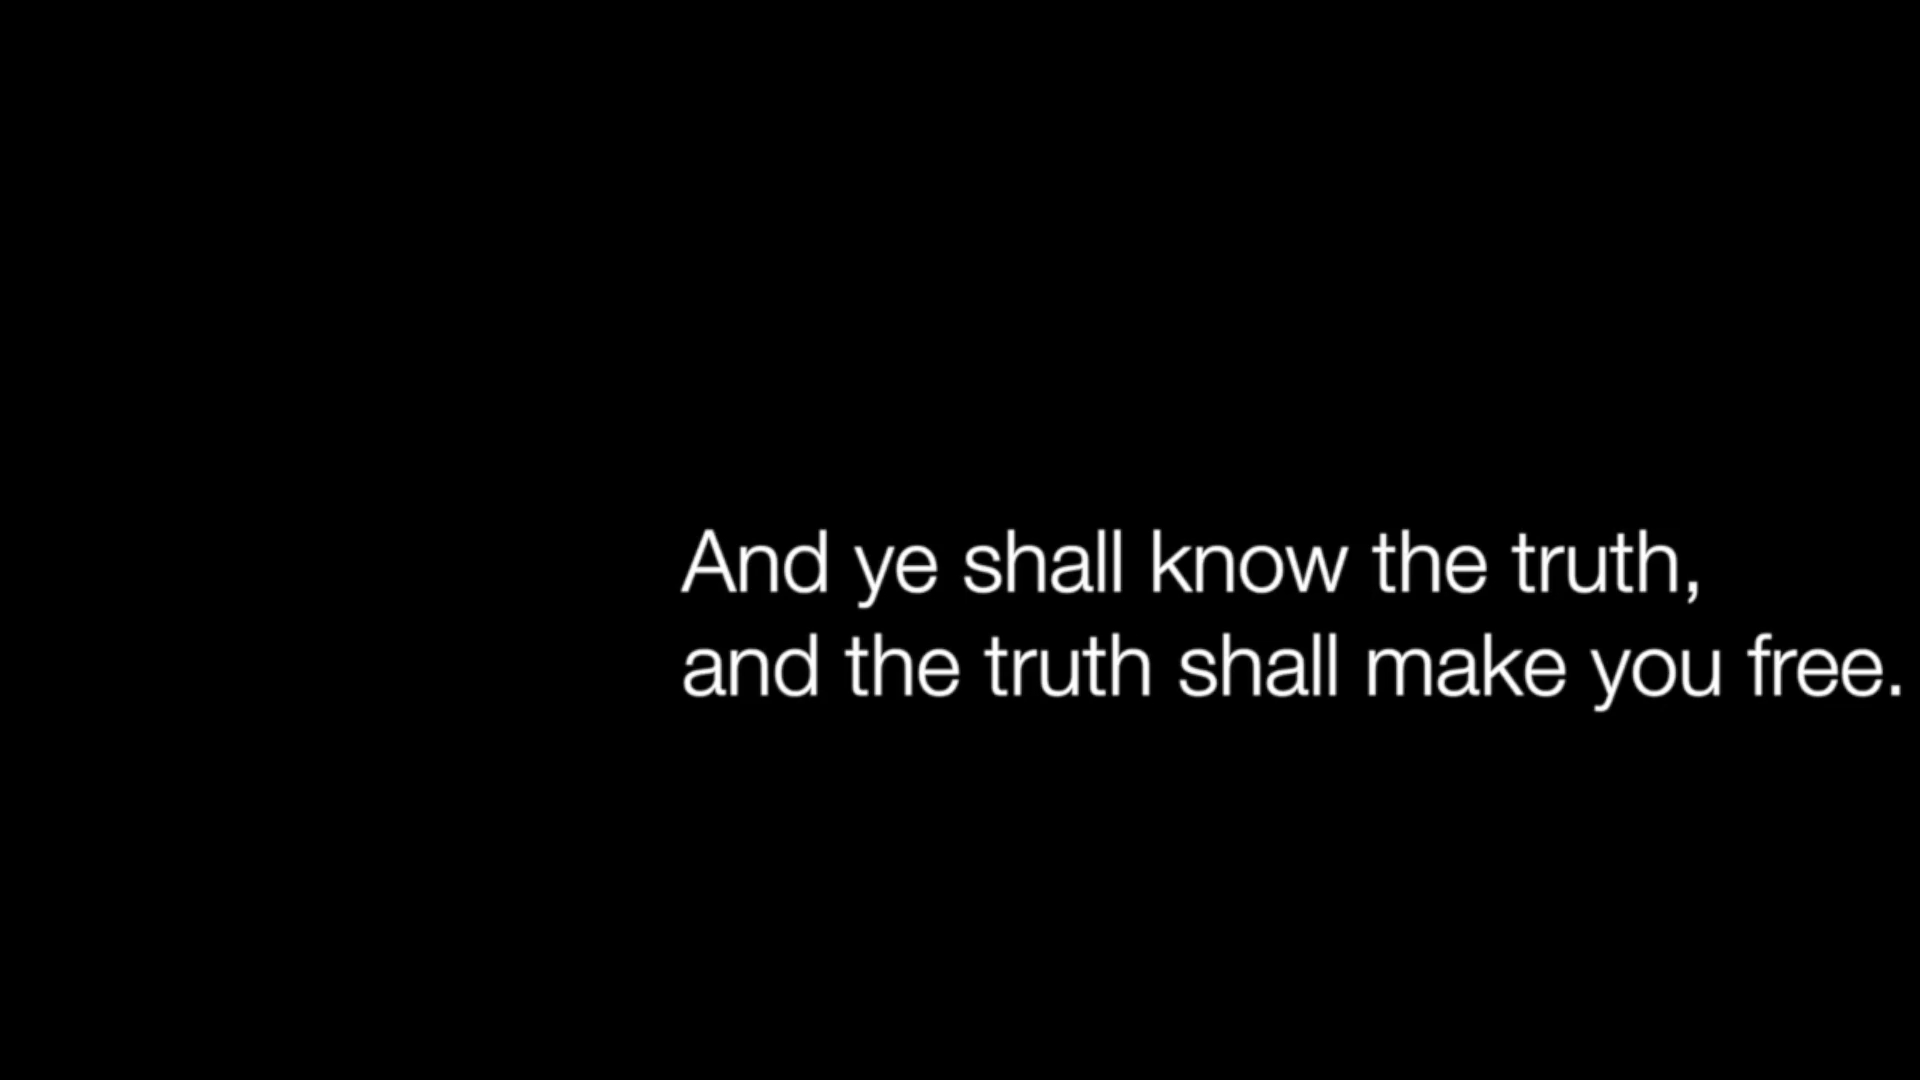 And ye shall know the truth,
and the truth shall make you free.